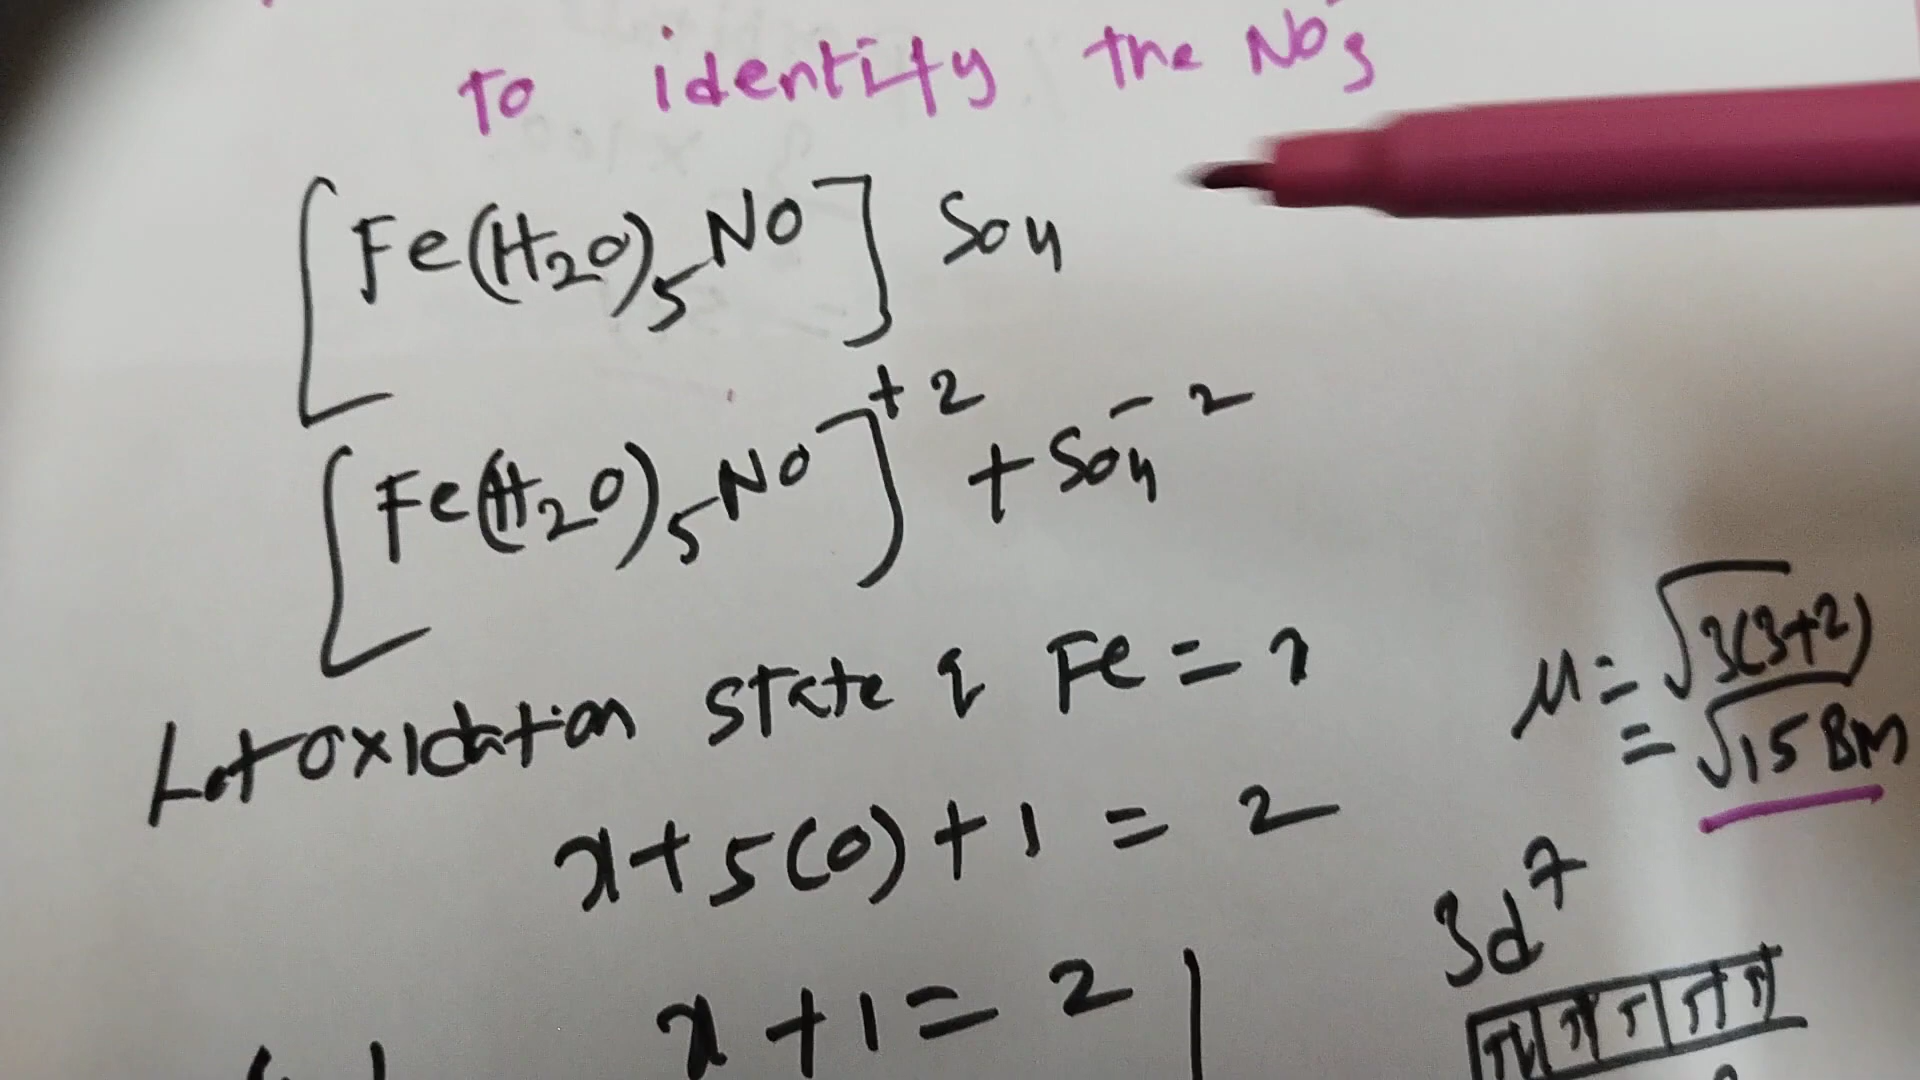 to identify the NO3-
[Fe(H2O)5NO] SO4
[Fe(H2O)5NO]+2 + SO4-2
Let oxidation state of Fe = x
x + 5(0) + 1 = 2
x + 1 = 2
μ = √3(3+2)
= √15 BM
3d7